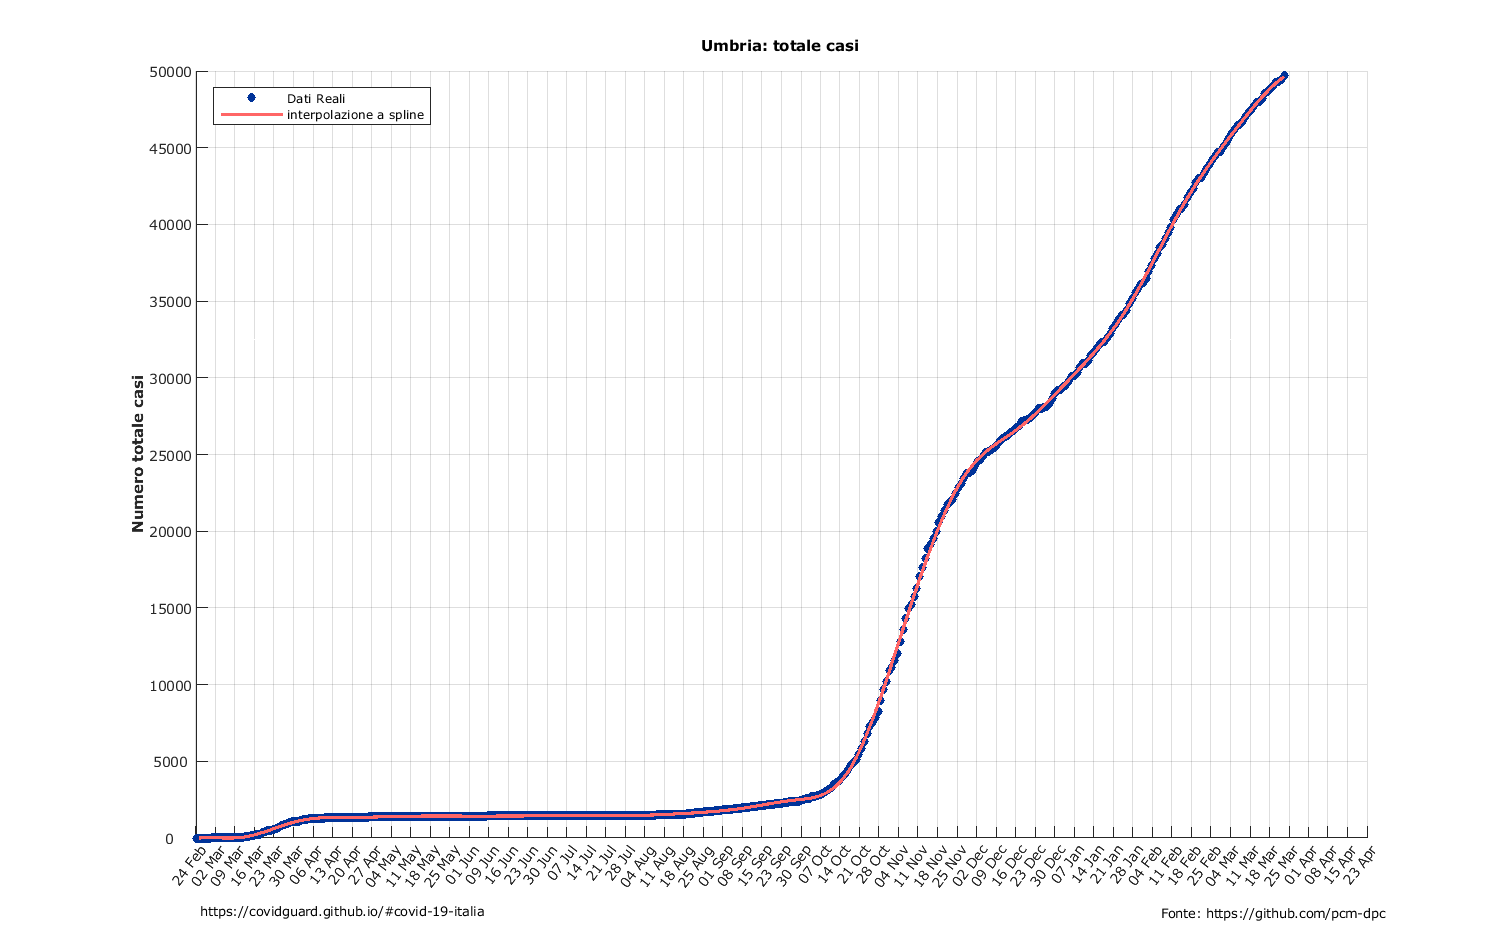 Umbria: totale casi
50000
45000
40000
35000
30000
25000
20000
15000
10000
5000
0
Numero totale casi
Dati Reali
interpolazione a spline
24 Feb
02 Mar
09 Mar
16 Mar
23 Mar
30 Mar
06 Apr
13 Apr
20 Apr
27 Apr
04 May
11 May
18 May
25 May
01 Jun
09 Jun
16 Jun
23 Jun
30 Jun
07 Jul
14 Jul
21 Jul
28 Jul
04 Aug
11 Aug
18 Aug
25 Aug
01 Sep
08 Sep
15 Sep
23 Sep
30 Sep
07 Oct
14 Oct
21 Oct
28 Oct
04 Nov
11 Nov
18 Nov
25 Nov
02 Dec
09 Dec
16 Dec
23 Dec
30 Dec
07 Jan
14 Jan
21 Jan
28 Jan
04 Feb
11 Feb
18 Feb
25 Feb
04 Mar
11 Mar
18 Mar
25 Mar
01 Apr
08 Apr
15 Apr
23 Apr
https://covidguard.github.io/#covid-19-italia
Fonte: https://github.com/pcm-dpc